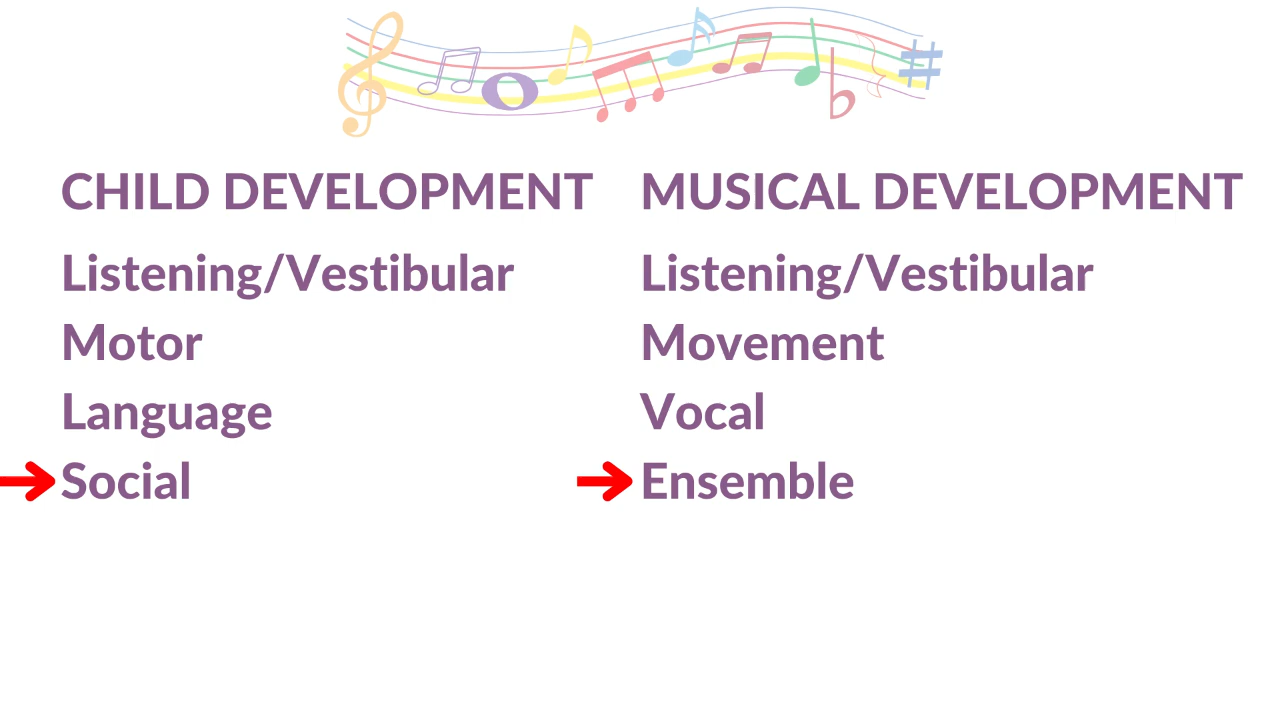 CHILD DEVELOPMENT
Listening/Vestibular
Motor
Language
Social
MUSICAL DEVELOPMENT
Listening/Vestibular
Movement
Vocal
Ensemble